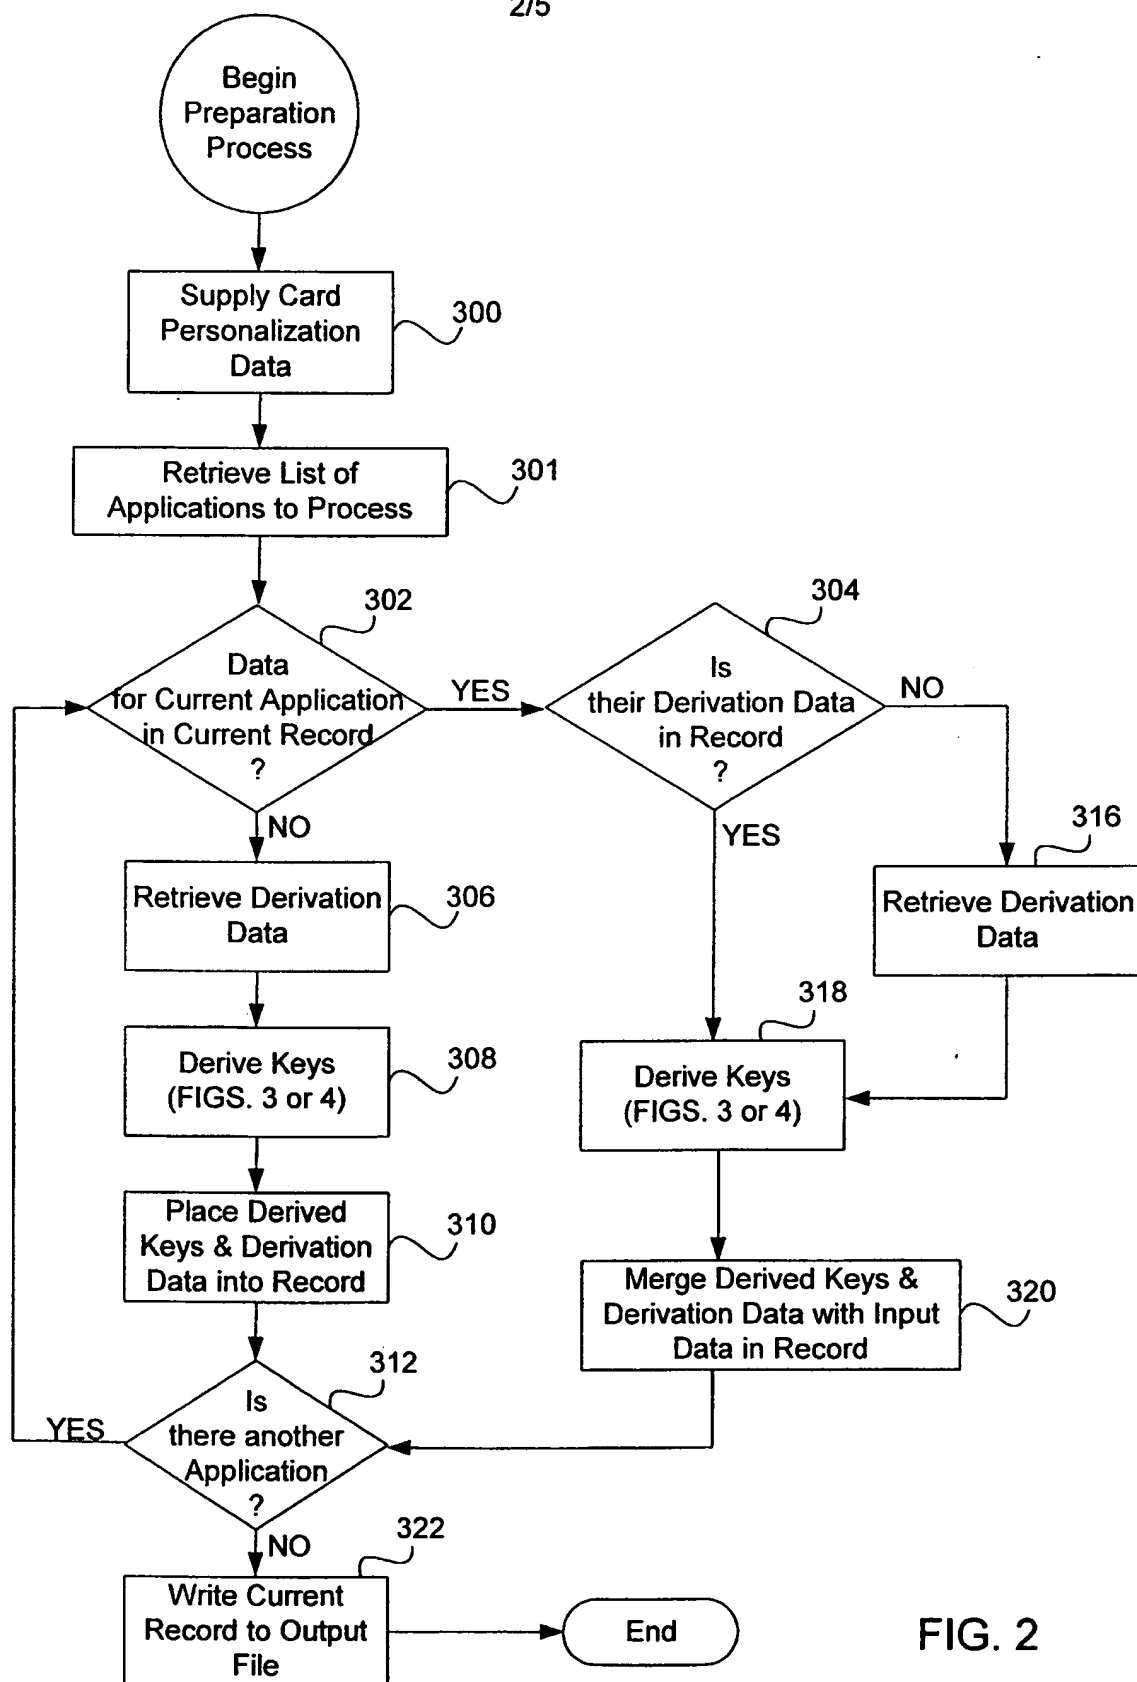 2/5
Begin
Preparation
Process
Supply Card
Personalization
Data
300
Retrieve List of
Applications to Process
301
302
Data
for Current Application
in Current Record
?
YES
NO
304
Is
their Derivation Data
in Record
?
NO
YES
316
Retrieve Derivation
Data
Retrieve Derivation
Data
306
318
Derive Keys
(FIGS. 3 or 4)
308
Derive Keys
(FIGS. 3 or 4)
Place Derived
Keys & Derivation
Data into Record
310
Merge Derived Keys &
Derivation Data with Input
Data in Record
320
312
Is
there another
Application
?
YES
NO
322
Write Current
Record to Output
File
End
FIG. 2